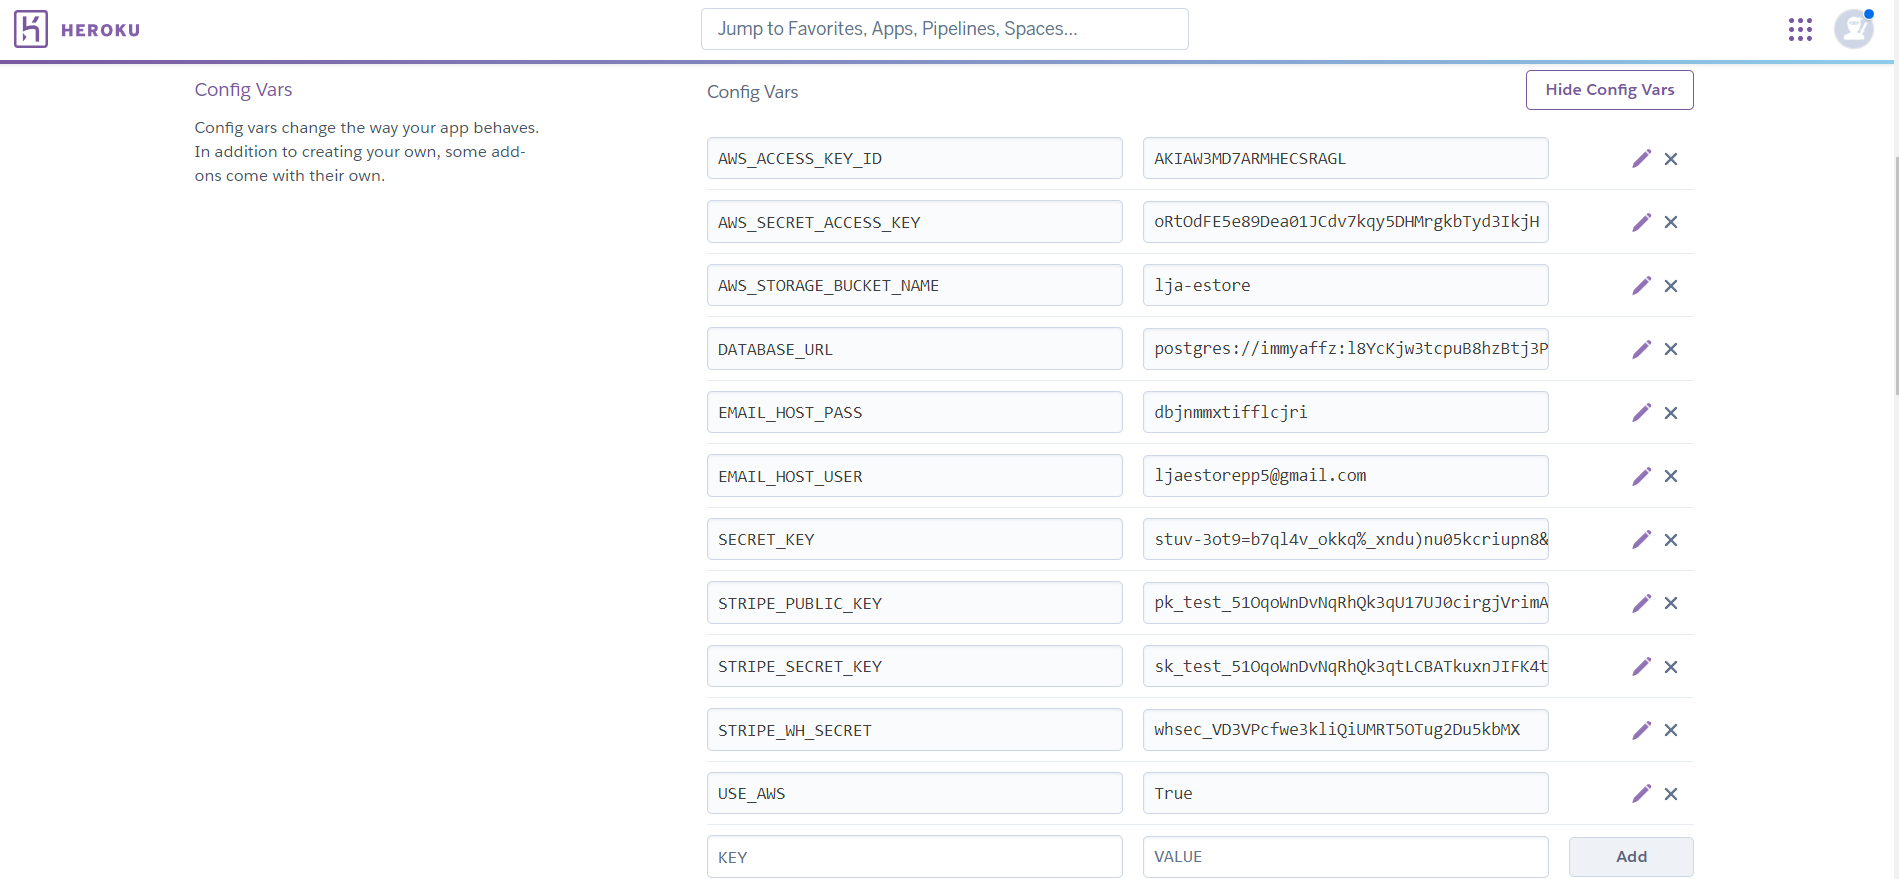 HEROKU
Jump to Favorites, Apps, Pipelines, Spaces...
Config Vars
Config vars change the way your app behaves.
In addition to creating your own, some add-
ons come with their own.
Config Vars
Hide Config Vars
AWS_ACCESS_KEY_ID AKIAW3MD7ARMHECSRAGL
AWS_SECRET_ACCESS_KEY oRtOdFE5e89Dea01JCdv7kqy5DHMrgkbTyd3IkjH
AWS_STORAGE_BUCKET_NAME lja-estore
DATABASE_URL postgres://immyaffz:l8YcKjw3tcpuB8hzBtj3P
EMAIL_HOST_PASS dbjnmmxtifflcjri
EMAIL_HOST_USER ljaestorepp5@gmail.com
SECRET_KEY stuv-3ot9=b7ql4v_okkq%_xndu)nu05kcriupn8&
STRIPE_PUBLIC_KEY pk_test_51OqoWnDvNqRhQk3qU17UJ0cirgjVrimA
STRIPE_SECRET_KEY sk_test_51OqoWnDvNqRhQk3qtLCBATkuxnJIFK4t
STRIPE_WH_SECRET whsec_VD3VPcfwe3kliQiUMRT5OTug2Du5kbMX
USE_AWS True
KEY VALUE Add